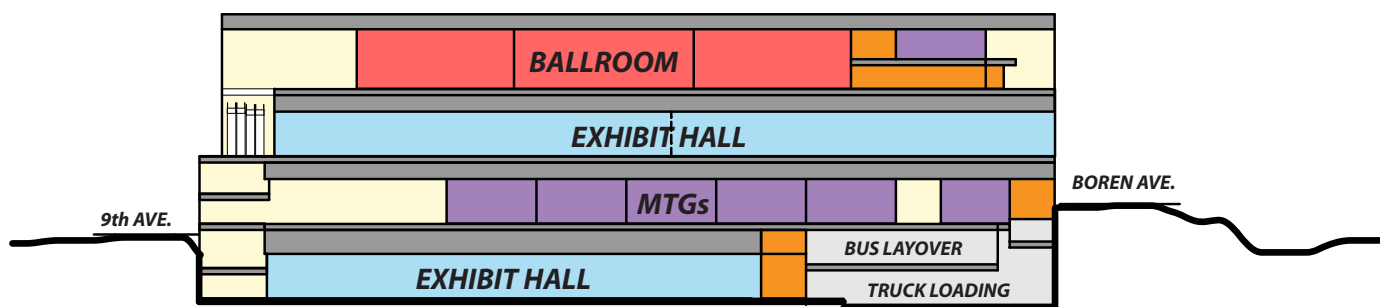 BALLROOM
EXHIBIT HALL
MTGs
BOREN AVE.
9th AVE.
BUS LAYOVER
EXHIBIT HALL
TRUCK LOADING